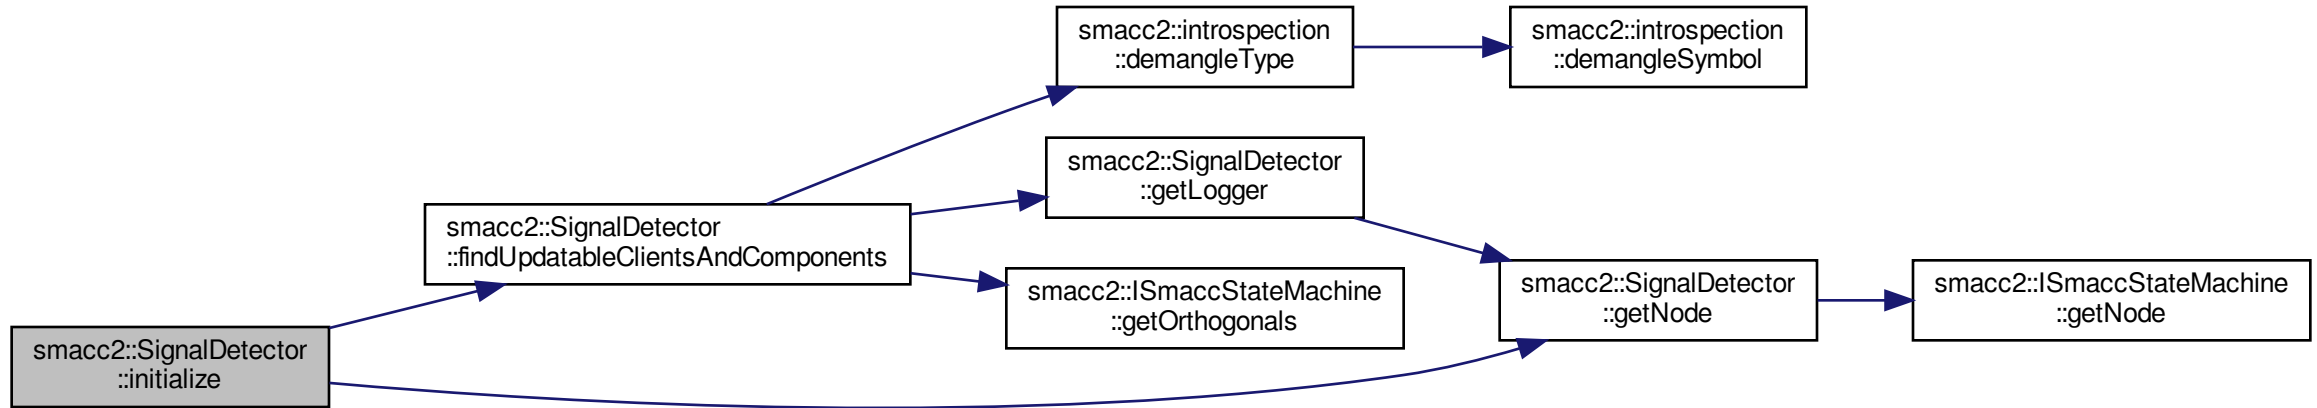 smacc2::introspection
::demangleType
smacc2::introspection
::demangleSymbol
smacc2::SignalDetector
::getLogger
smacc2::SignalDetector
::findUpdatableClientsAndComponents
smacc2::ISmaccStateMachine
::getOrthogonals
smacc2::SignalDetector
::getNode
smacc2::ISmaccStateMachine
::getNode
smacc2::SignalDetector
::initialize